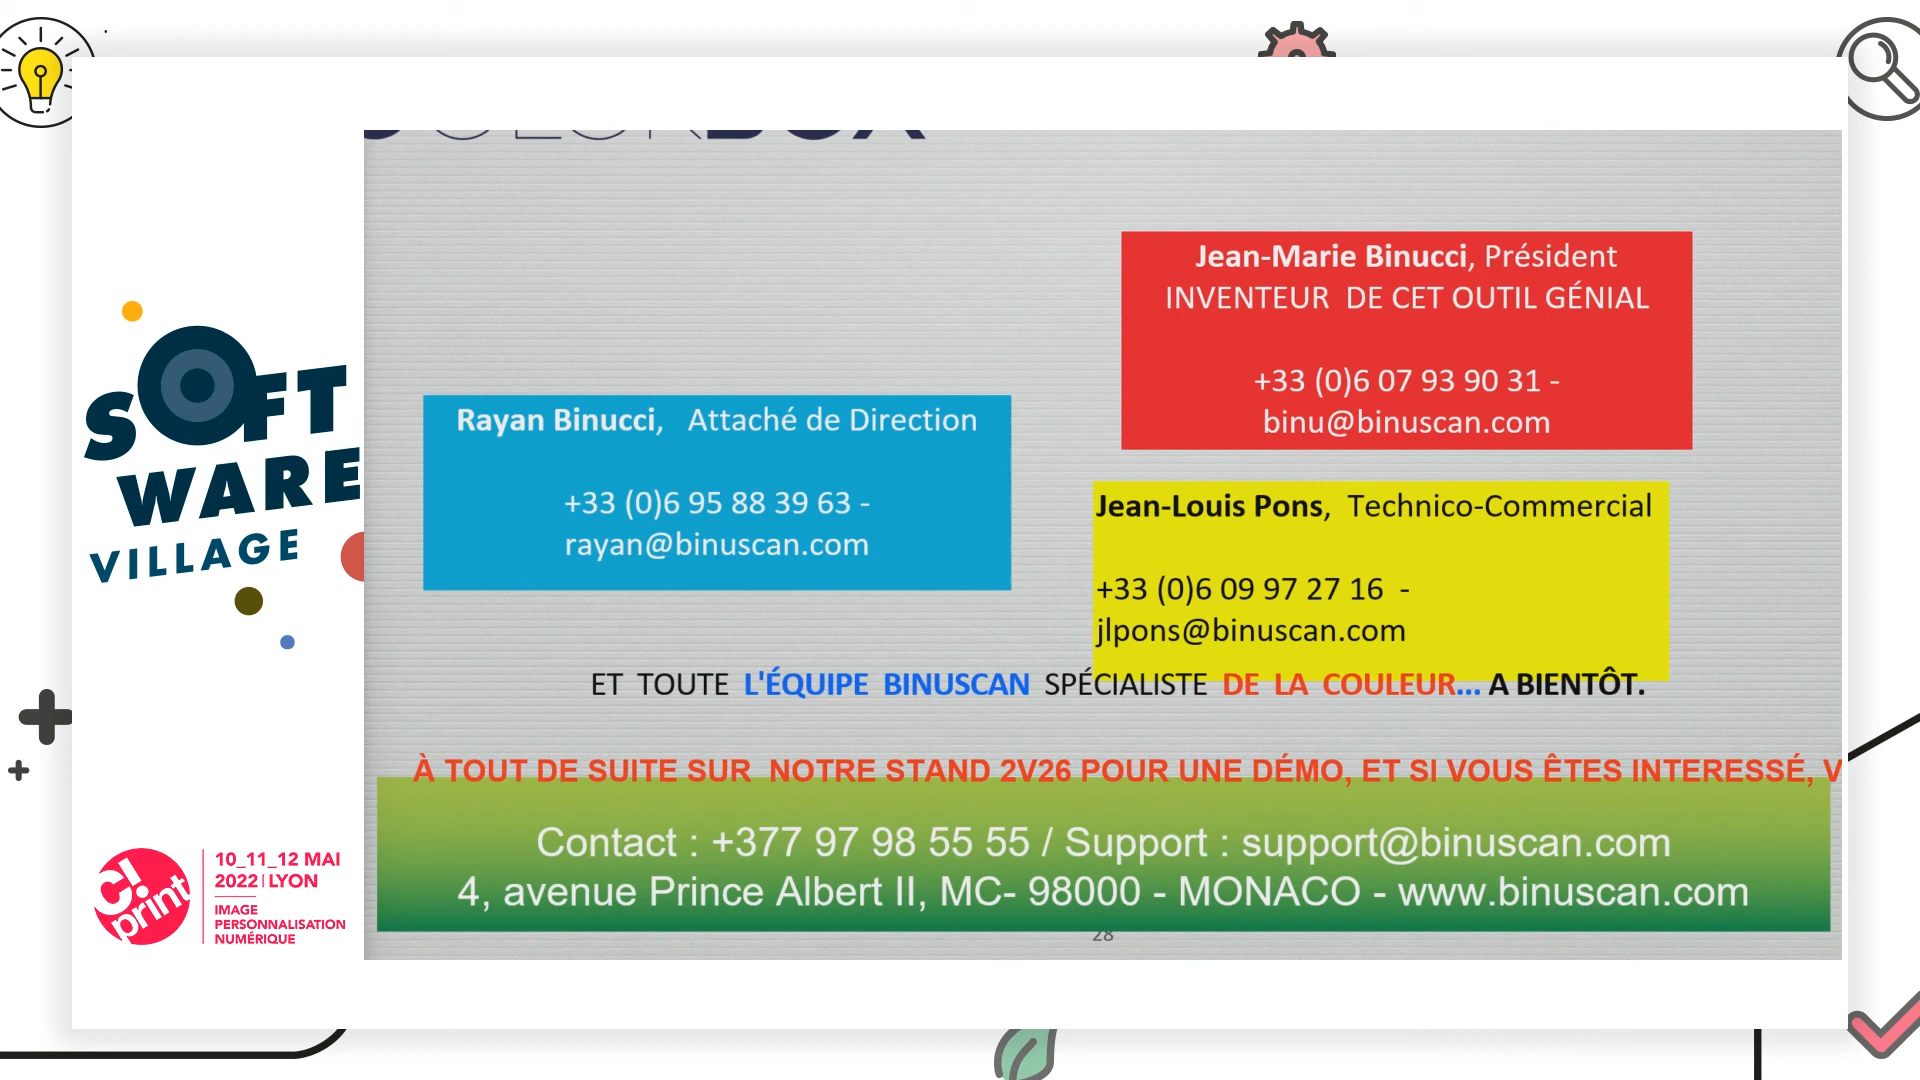 SOFT
WARE
VILLAGE
C!print
10_11_12 MAI
2022 | LYON
IMAGE
PERSONNALISATION
NUMÉRIQUE
Jean-Marie Binucci, Président
INVENTEUR DE CET OUTIL GÉNIAL
+33 (0)6 07 93 90 31 -
binu@binuscan.com
Rayan Binucci, Attaché de Direction
+33 (0)6 95 88 39 63 -
rayan@binuscan.com
Jean-Louis Pons, Technico-Commercial
+33 (0)6 09 97 27 16 -
jlpons@binuscan.com
ET TOUTE L'ÉQUIPE BINUSCAN SPÉCIALISTE DE LA COULEUR... A BIENTÔT.
À TOUT DE SUITE SUR NOTRE STAND 2V26 POUR UNE DÉMO, ET SI VOUS ÊTES INTERESSÉ, V
Contact : +377 97 98 55 55 / Support : support@binuscan.com
4, avenue Prince Albert II, MC- 98000 - MONACO - www.binuscan.com
28